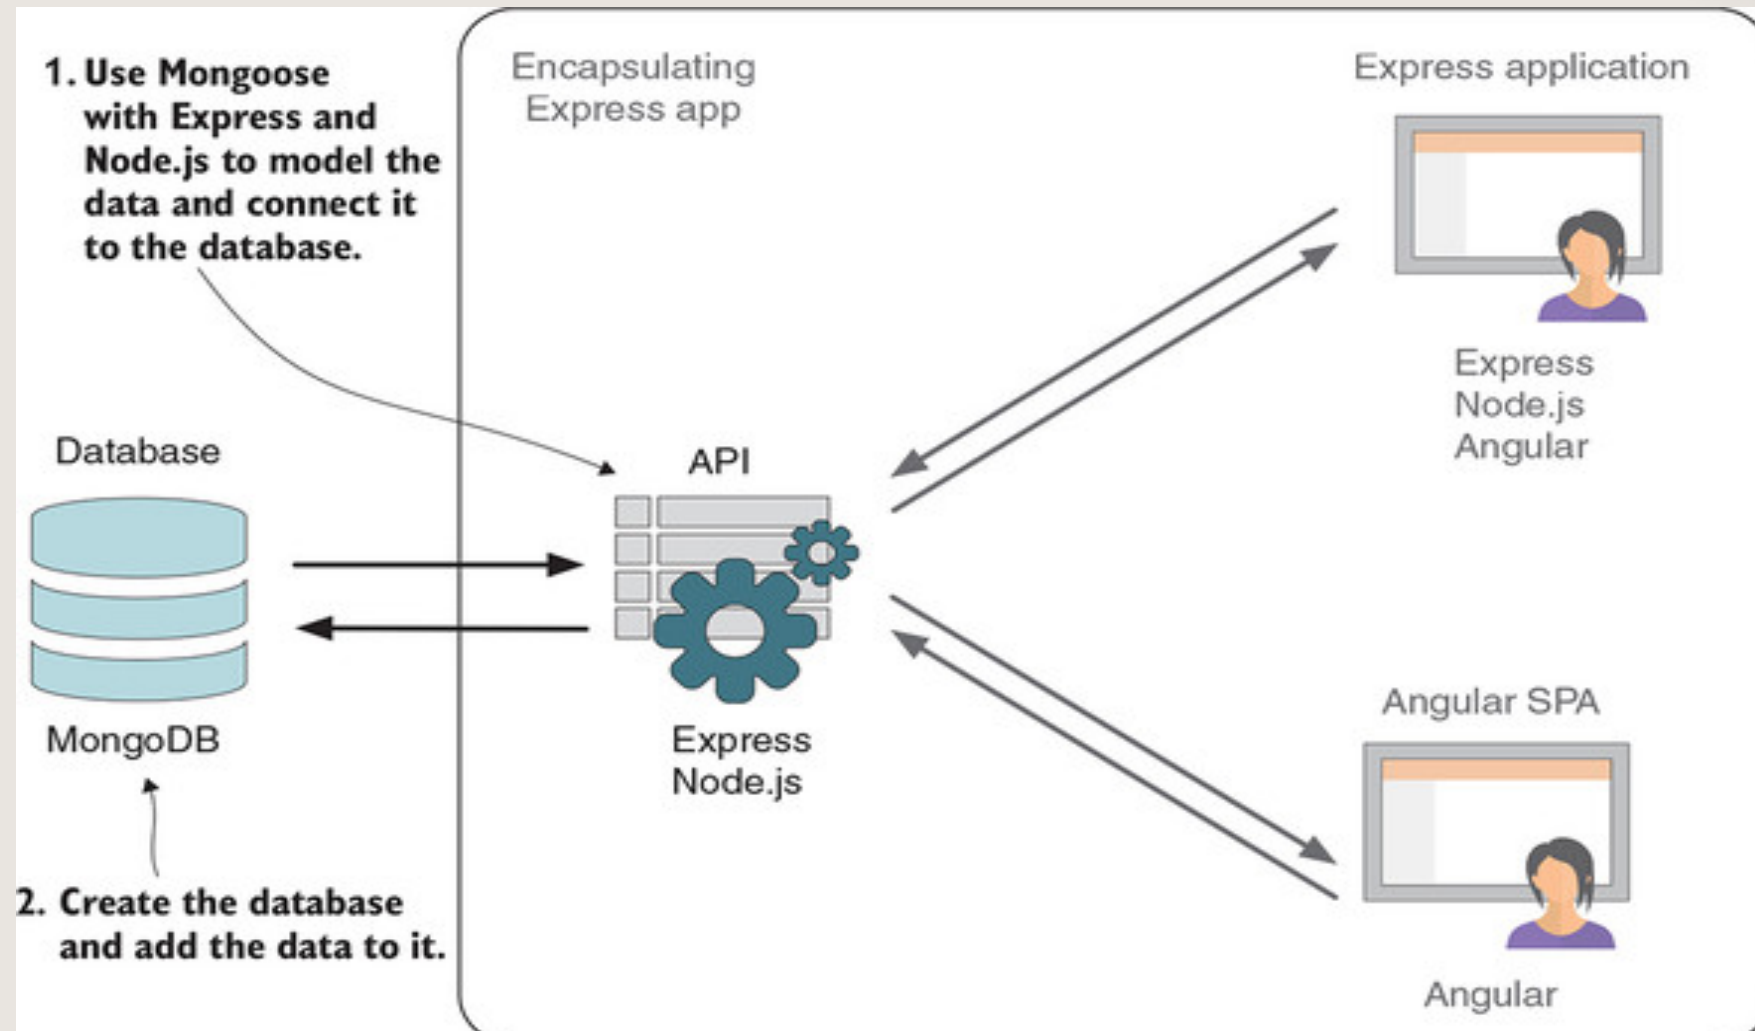 1. Use Mongoose
with Express and
Node.js to model the
data and connect it
to the database.
Encapsulating
Express app
Express application
Express
Node.js
Angular
Database
MongoDB
API
Express
Node.js
Angular SPA
Angular
2. Create the database
and add the data to it.